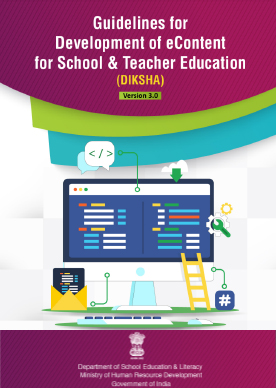 Guidelines for
Development of eContent
for School & Teacher Education
(DIKSHA)
Version 3.0
</>
#
Department of School Education & Literacy
Ministry of Human Resource Development
Government of India